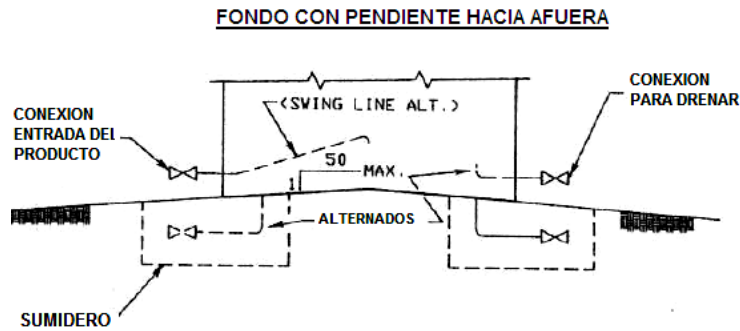 FONDO CON PENDIENTE HACIA AFUERA
CONEXION
ENTRADA DEL
PRODUCTO
(SWING LINE ALT.)
CONEXION
PARA DRENAR
50
MAX.
1
ALTERNADOS
SUMIDERO